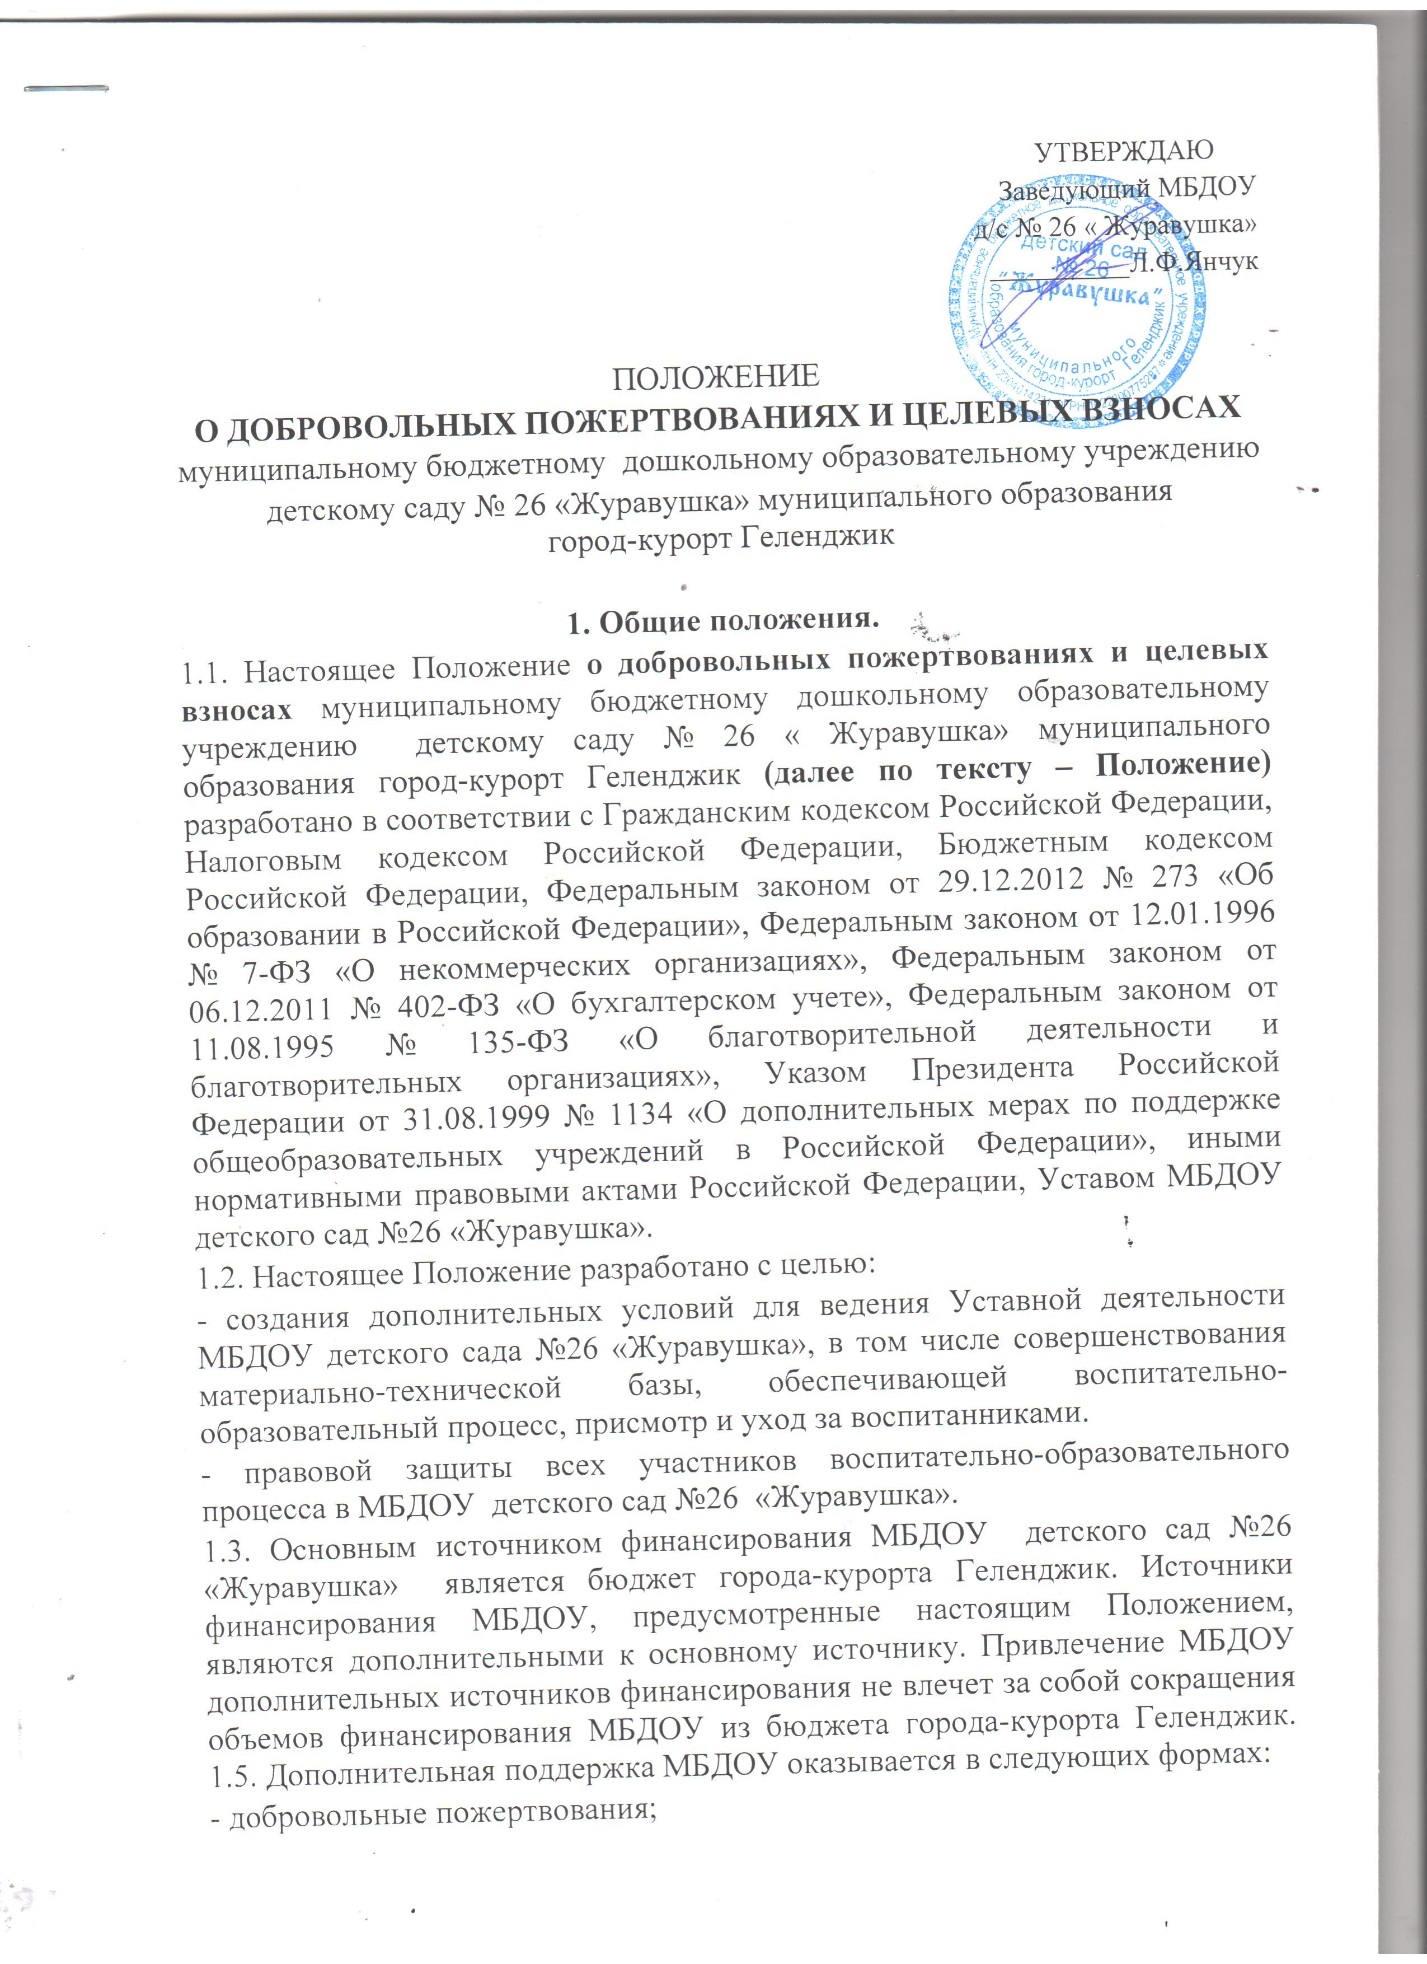 УТВЕРЖДАЮ
Заведующий МБДОУ
д/с № 26 « Журавушка»
____________Л.Ф.Янчук
детский сад
№ 26
"Журавушка"
муниципального
образования город-курорт Геленджик
ПОЛОЖЕНИЕ
О ДОБРОВОЛЬНЫХ ПОЖЕРТВОВАНИЯХ И ЦЕЛЕВЫХ ВЗНОСАХ
муниципальному бюджетному  дошкольному образовательному учреждению
детскому саду № 26 «Журавушка» муниципального образования
город-курорт Геленджик
1. Общие положения.
1.1. Настоящее Положение о добровольных пожертвованиях и целевых
взносах муниципальному бюджетному дошкольному образовательному
учреждению  детскому саду № 26 « Журавушка» муниципального
образования город-курорт Геленджик (далее по тексту – Положение)
разработано в соответствии с Гражданским кодексом Российской Федерации,
Налоговым кодексом Российской Федерации, Бюджетным кодексом
Российской Федерации, Федеральным законом от 29.12.2012 № 273 «Об
образовании в Российской Федерации», Федеральным законом от 12.01.1996
№ 7-ФЗ «О некоммерческих организациях», Федеральным законом от
06.12.2011 № 402-ФЗ «О бухгалтерском учете», Федеральным законом от
11.08.1995 № 135-ФЗ «О благотворительной деятельности и
благотворительных организациях», Указом Президента Российской
Федерации от 31.08.1999 № 1134 «О дополнительных мерах по поддержке
общеобразовательных учреждений в Российской Федерации», иными
нормативными правовыми актами Российской Федерации, Уставом МБДОУ
детского сад №26 «Журавушка».
1.2. Настоящее Положение разработано с целью:
- создания дополнительных условий для ведения Уставной деятельности
МБДОУ детского сада №26 «Журавушка», в том числе совершенствования
материально-технической базы, обеспечивающей воспитательно-
образовательный процесс, присмотр и уход за воспитанниками.
- правовой защиты всех участников воспитательно-образовательного
процесса в МБДОУ  детского сад №26  «Журавушка».
1.3. Основным источником финансирования МБДОУ  детского сад №26
«Журавушка»  является бюджет города-курорта Геленджик. Источники
финансирования МБДОУ, предусмотренные настоящим Положением,
являются дополнительными к основному источнику. Привлечение МБДОУ
дополнительных источников финансирования не влечет за собой сокращения
объемов финансирования МБДОУ из бюджета города-курорта Геленджик.
1.5. Дополнительная поддержка МБДОУ оказывается в следующих формах:
- добровольные пожертвования;